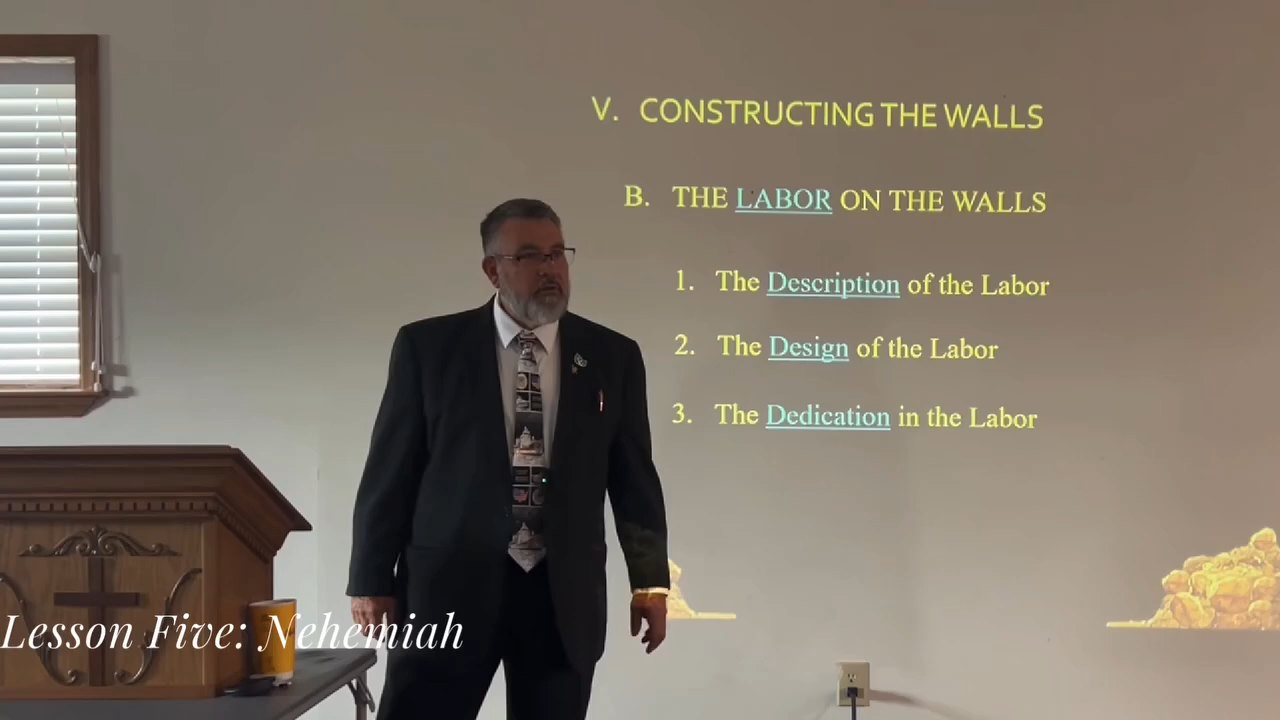 V. CONSTRUCTING THE WALLS
B. THE LABOR ON THE WALLS
1. The Description of the Labor
2. The Design of the Labor
3. The Dedication in the Labor
Lesson Five: Nehemiah